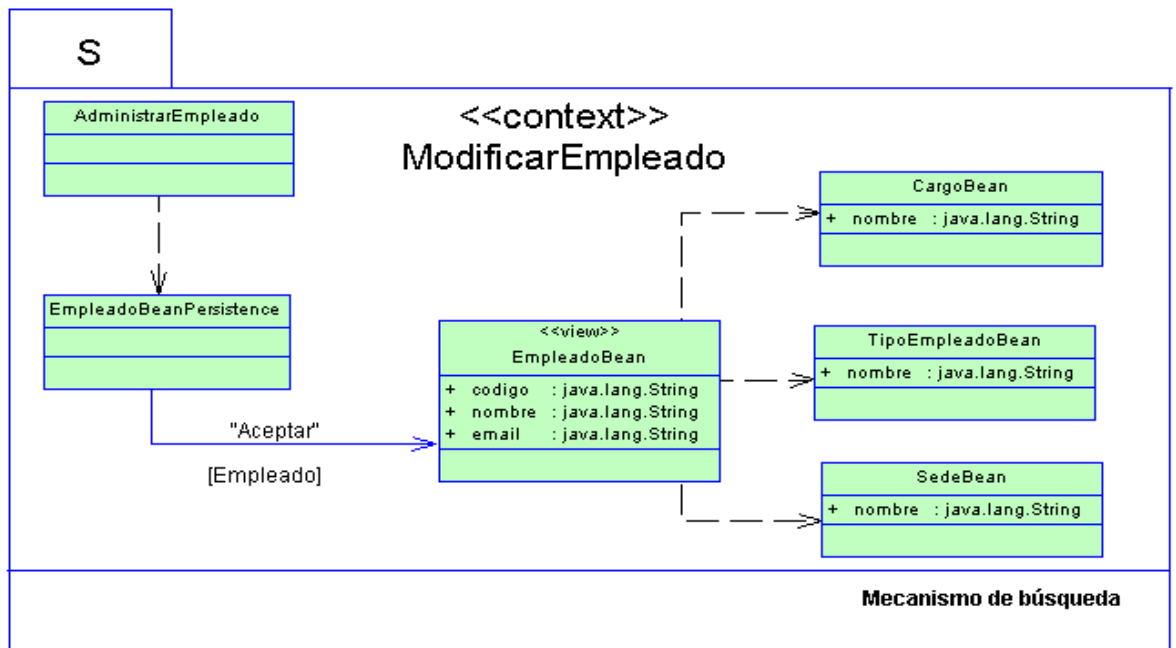 S
<<context>>
ModificarEmpleado
AdministrarEmpleado
EmpleadoBeanPersistence
"Aceptar"
[Empleado]
<<view>>
EmpleadoBean
+ codigo : java.lang.String
+ nombre : java.lang.String
+ email : java.lang.String
CargoBean
+ nombre : java.lang.String
TipoEmpleadoBean
+ nombre : java.lang.String
SedeBean
+ nombre : java.lang.String
Mecanismo de búsqueda